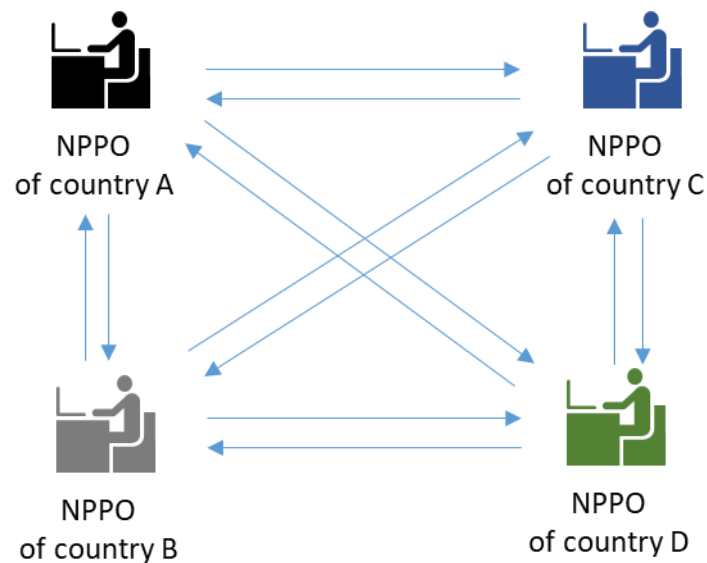 NPPO
of country A
NPPO
of country C
NPPO
of country B
NPPO
of country D